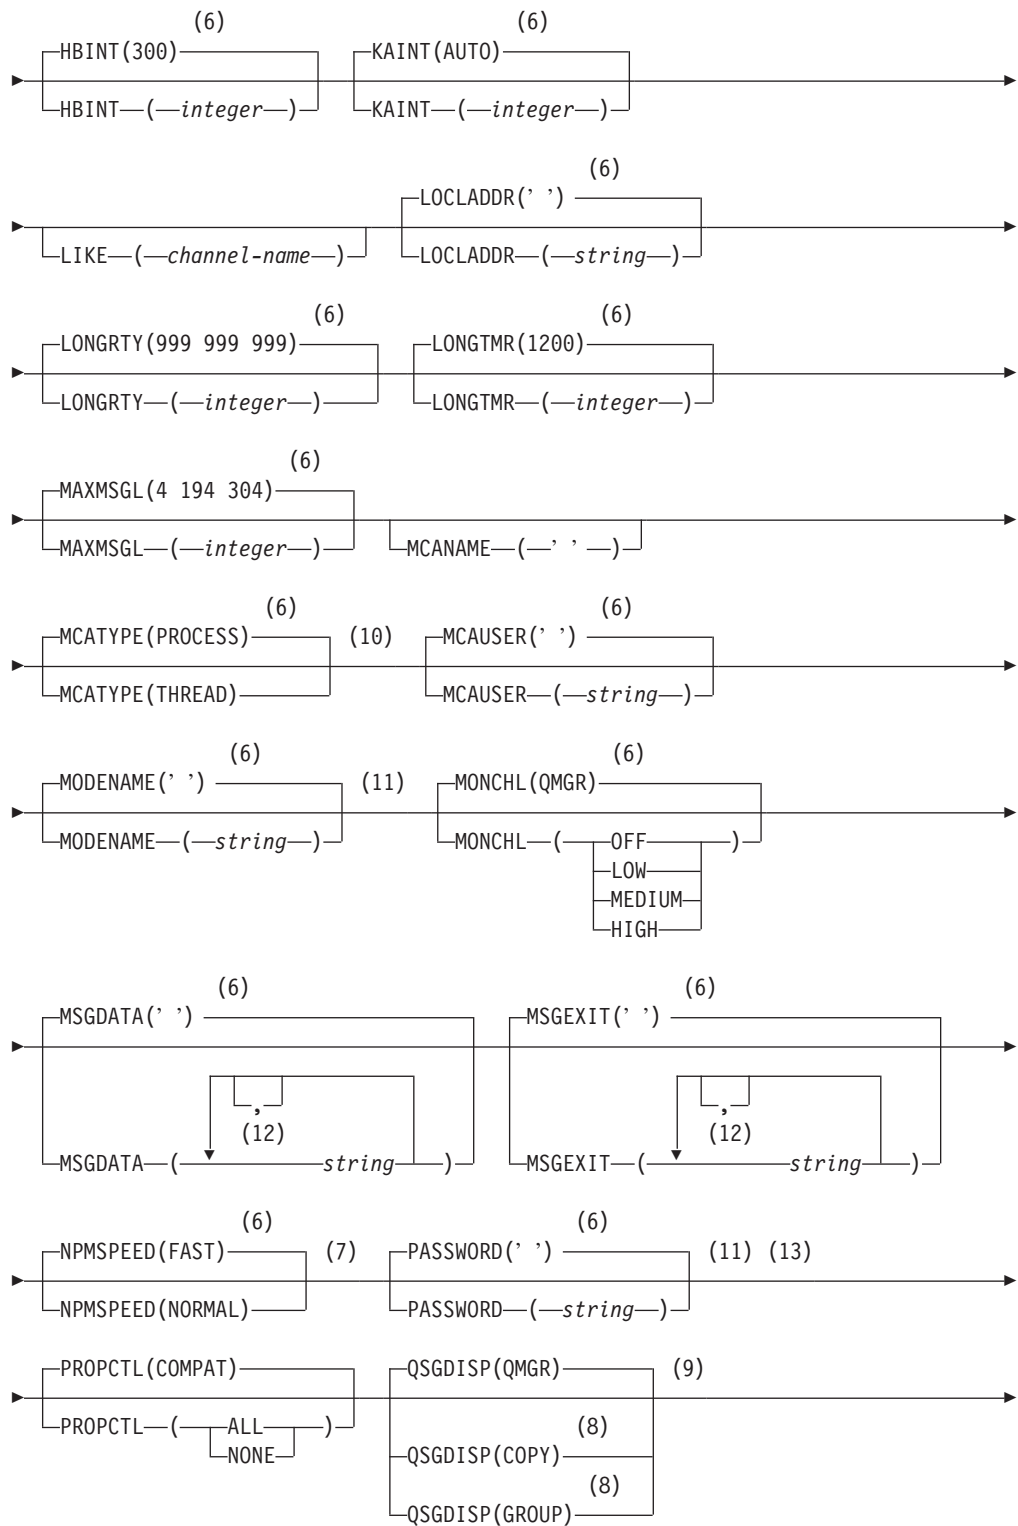 (6) (6)
HBINT(300) KAINT(AUTO)
HBINT ( integer ) KAINT ( integer )
(6)
LOCLADDR(’ ’)
LIKE ( channel-name ) LOCLADDR ( string )
(6) (6)
LONGRTY(999 999 999) LONGTMR(1200)
LONGRTY ( integer ) LONGTMR ( integer )
(6)
MAXMSGL(4 194 304)
MAXMSGL ( integer ) MCANAME ( ’ ’ )
(6) (6)
MCATYPE(PROCESS) (10) MCAUSER(’ ’)
MCATYPE(THREAD) MCAUSER ( string )
(6) (6)
MODENAME(’ ’) (11) MONCHL(QMGR)
MODENAME ( string ) MONCHL ( OFF )
LOW
MEDIUM
HIGH
(6) (6)
MSGDATA(’ ’) MSGEXIT(’ ’)
, ,
(12) (12)
MSGDATA ( string ) MSGEXIT ( string )
(6) (6)
NPMSPEED(FAST) (7) PASSWORD(’ ’) (11) (13)
NPMSPEED(NORMAL) PASSWORD ( string )
PROPCTL(COMPAT) QSGDISP(QMGR) (9)
PROPCTL ( ALL ) (8)
NONE QSGDISP(COPY)
(8)
QSGDISP(GROUP)